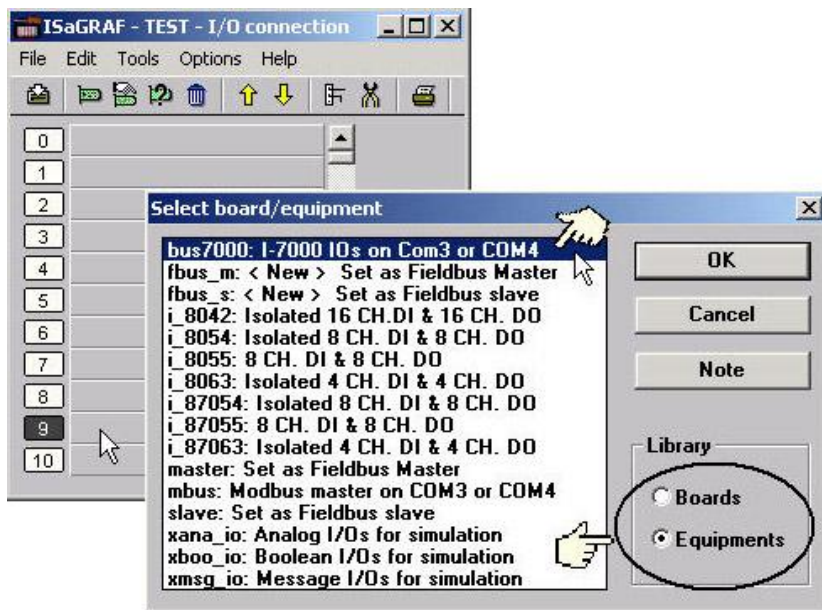 ISaGRAF - TEST - I/O connection
File Edit Tools Options Help
0
1
2
3
4
5
6
7
8
9
10
Select board/equipment
bus7000: I-7000 IOs on Com3 or COM4
fbus_m: < New > Set as Fieldbus Master
fbus_s: < New > Set as Fieldbus slave
i_8042: Isolated 16 CH.DI & 16 CH. DO
i_8054: Isolated 8 CH. DI & 8 CH. DO
i_8055: 8 CH. DI & 8 CH. DO
i_8063: Isolated 4 CH. DI & 4 CH. DO
i_87054: Isolated 8 CH. DI & 8 CH. DO
i_87055: 8 CH. DI & 8 CH. DO
i_87063: Isolated 4 CH. DI & 4 CH. DO
master: Set as Fieldbus Master
mbus: Modbus master on COM3 or COM4
slave: Set as Fieldbus slave
xana_io: Analog I/Os for simulation
xboo_io: Boolean I/Os for simulation
xmsg_io: Message I/Os for simulation
OK
Cancel
Note
Library
Boards
Equipments